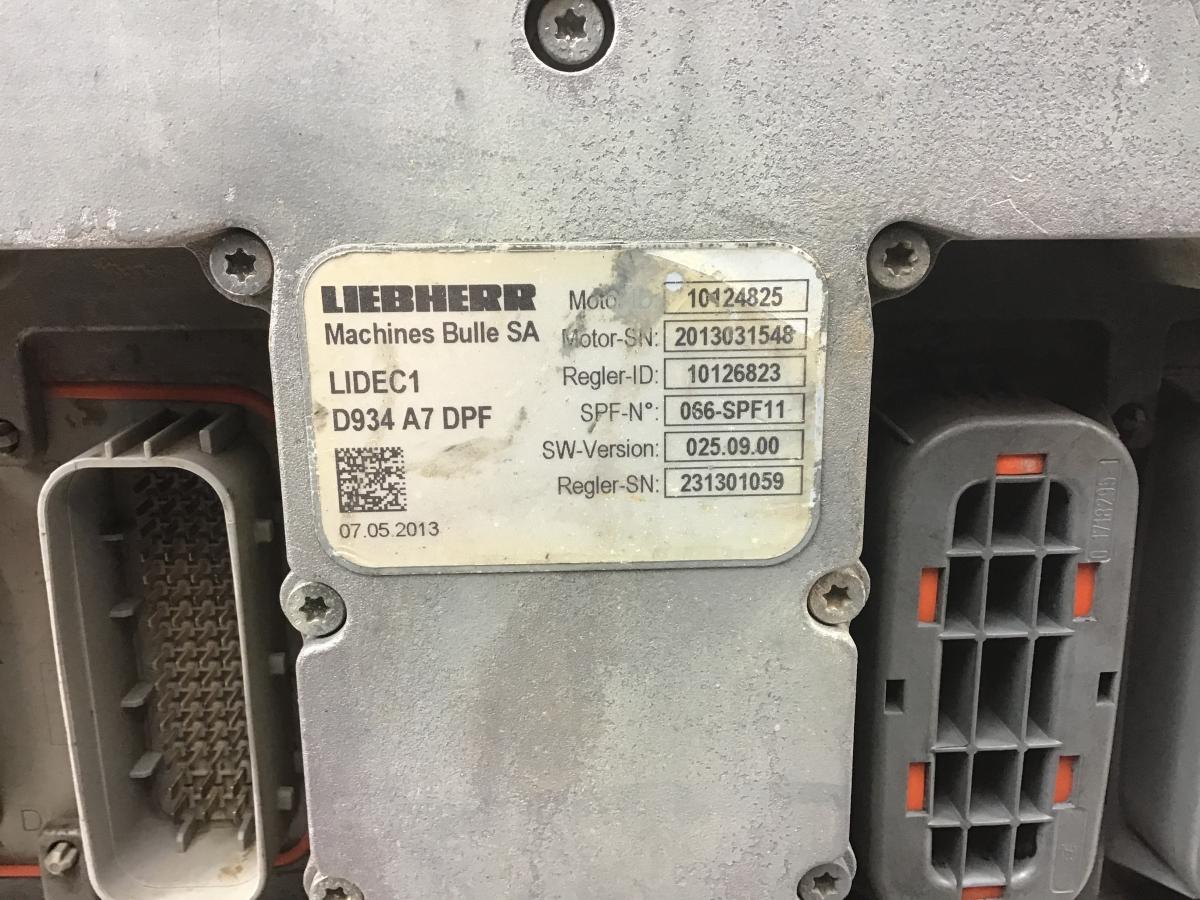 LIEBHERR
Machines Bulle SA
LIDEC1
D934 A7 DPF
07.05.2013
Motor-ID: 10124825
Motor-SN: 2013031548
Regler-ID: 10126823
SPF-N°: 066-SPF11
SW-Version: 025.09.00
Regler-SN: 231301059
D